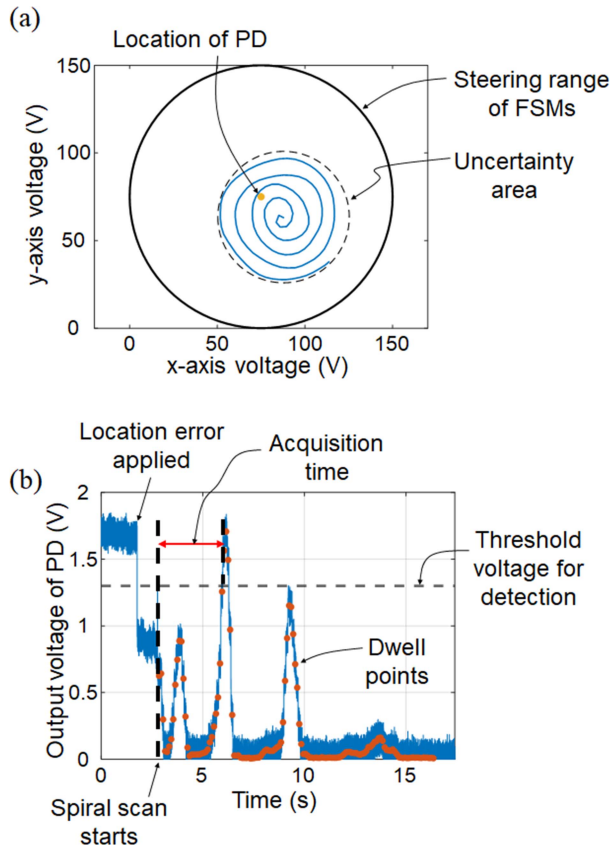 (a)
Location of PD
150
100
50
0
y-axis voltage (V)
0
50
100
150
x-axis voltage (V)
Steering range
of FSMs
Uncertainty
area
(b)
Location error
applied
Acquisition
time
2
1.5
1
0.5
0
Output voltage of PD (V)
Threshold
voltage for
detection
Dwell
points
0
5
10
15
Time (s)
Spiral scan
starts